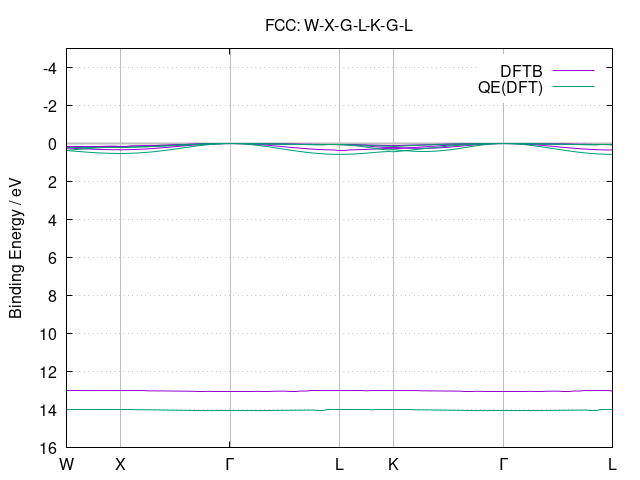 FCC: W-X-G-L-K-G-L
DFTB
QE(DFT)
Binding Energy / eV
-4
-2
0
2
4
6
8
10
12
14
16
W X Γ L K Γ L